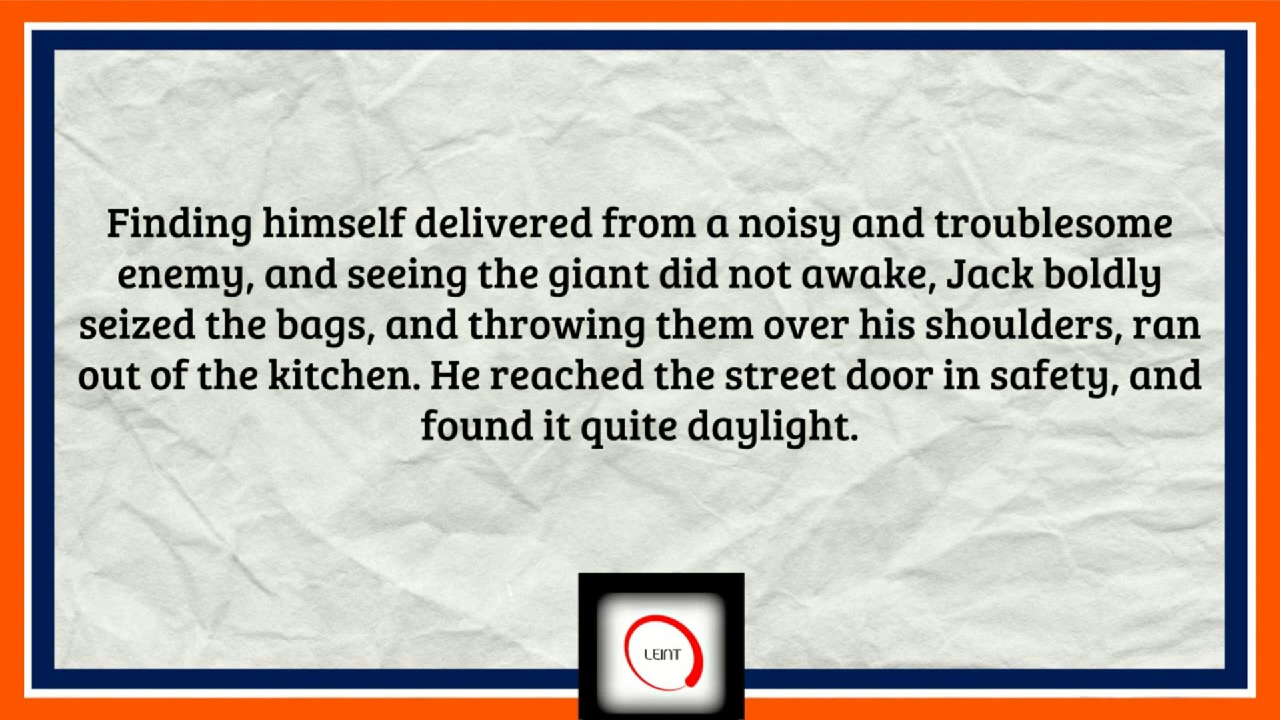 Finding himself delivered from a noisy and troublesome
enemy, and seeing the giant did not awake, Jack boldly
seized the bags, and throwing them over his shoulders, ran
out of the kitchen. He reached the street door in safety, and
found it quite daylight.
LEINT